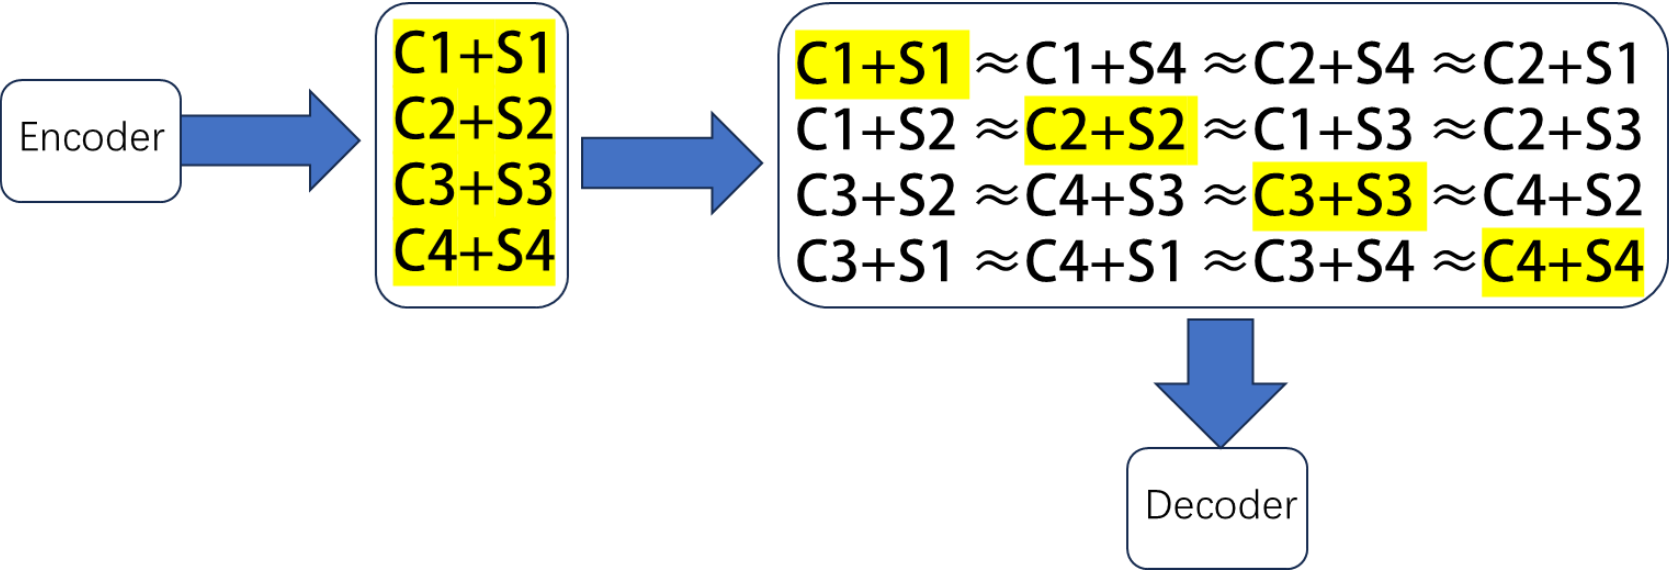 Encoder
C1+S1
C2+S2
C3+S3
C4+S4
C1+S1 ≈C1+S4 ≈C2+S4 ≈C2+S1
C1+S2 ≈C2+S2 ≈C1+S3 ≈C2+S3
C3+S2 ≈C4+S3 ≈C3+S3 ≈C4+S2
C3+S1 ≈C4+S1 ≈C3+S4 ≈C4+S4
Decoder